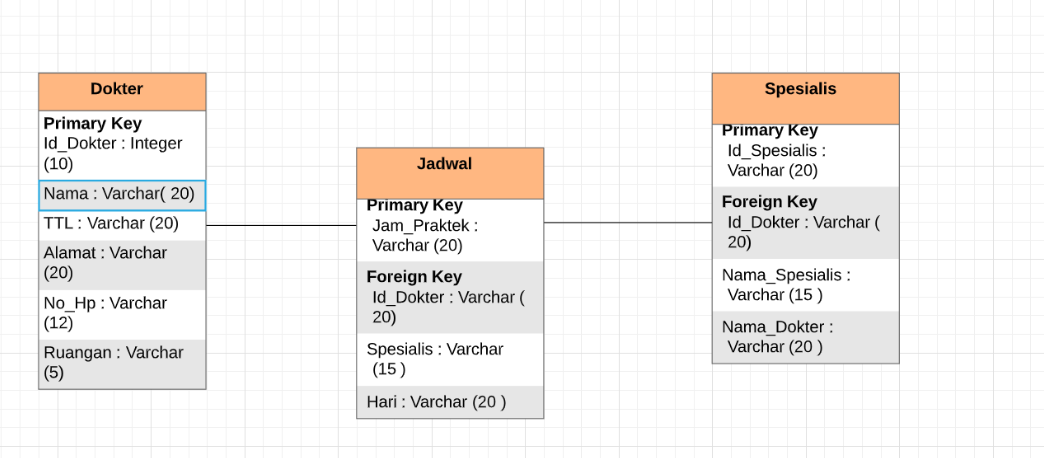 Dokter
Primary Key
Id_Dokter : Integer
(10)
Nama : Varchar( 20)
TTL : Varchar (20)
Alamat : Varchar
(20)
No_Hp : Varchar
(12)
Ruangan : Varchar
(5)
Jadwal
Primary Key
Jam_Praktek :
Varchar (20)
Foreign Key
Id_Dokter : Varchar (
20)
Spesialis : Varchar
(15 )
Hari : Varchar (20 )
Spesialis
Primary Key
Id_Spesialis :
Varchar (20)
Foreign Key
Id_Dokter : Varchar (
20)
Nama_Spesialis :
Varchar (15 )
Nama_Dokter :
Varchar (20 )